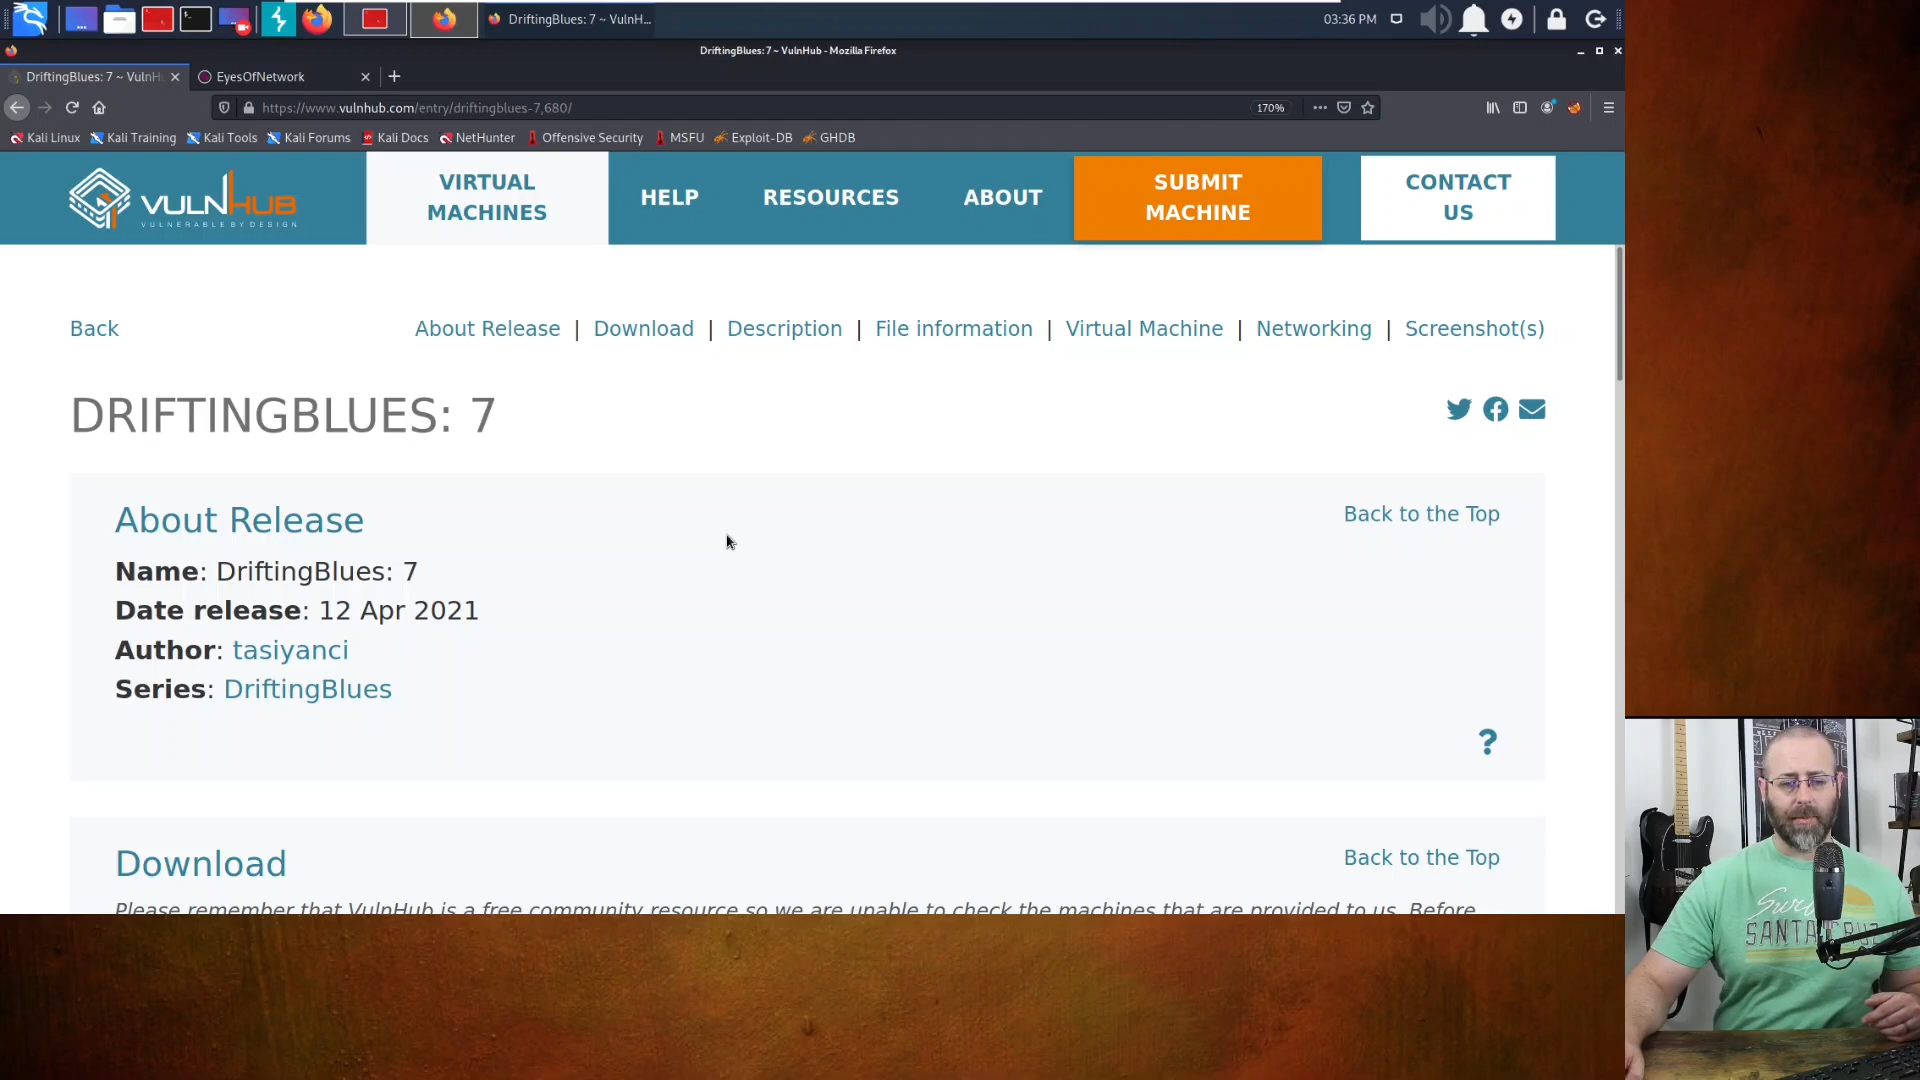 DriftingBlues: 7 ~ VulnH...
03:36 PM
DriftingBlues: 7 ~ VulnHub - Mozilla Firefox
DriftingBlues: 7 ~ VulnH
EyesOfNetwork
https://www.vulnhub.com/entry/driftingblues-7,680/
170%
Kali Linux
Kali Training
Kali Tools
Kali Forums
Kali Docs
NetHunter
Offensive Security
MSFU
Exploit-DB
GHDB
VULNHUB
VULNERABLE BY DESIGN
VIRTUAL
MACHINES
HELP
RESOURCES
ABOUT
SUBMIT
MACHINE
CONTACT
US
Back
About Release | Download | Description | File information | Virtual Machine | Networking | Screenshot(s)
DRIFTINGBLUES: 7
About Release
Back to the Top
Name: DriftingBlues: 7
Date release: 12 Apr 2021
Author: tasiyanci
Series: DriftingBlues
?
Download
Back to the Top
Please remember that VulnHub is a free community resource so we are unable to check the machines that are provided to us. Before